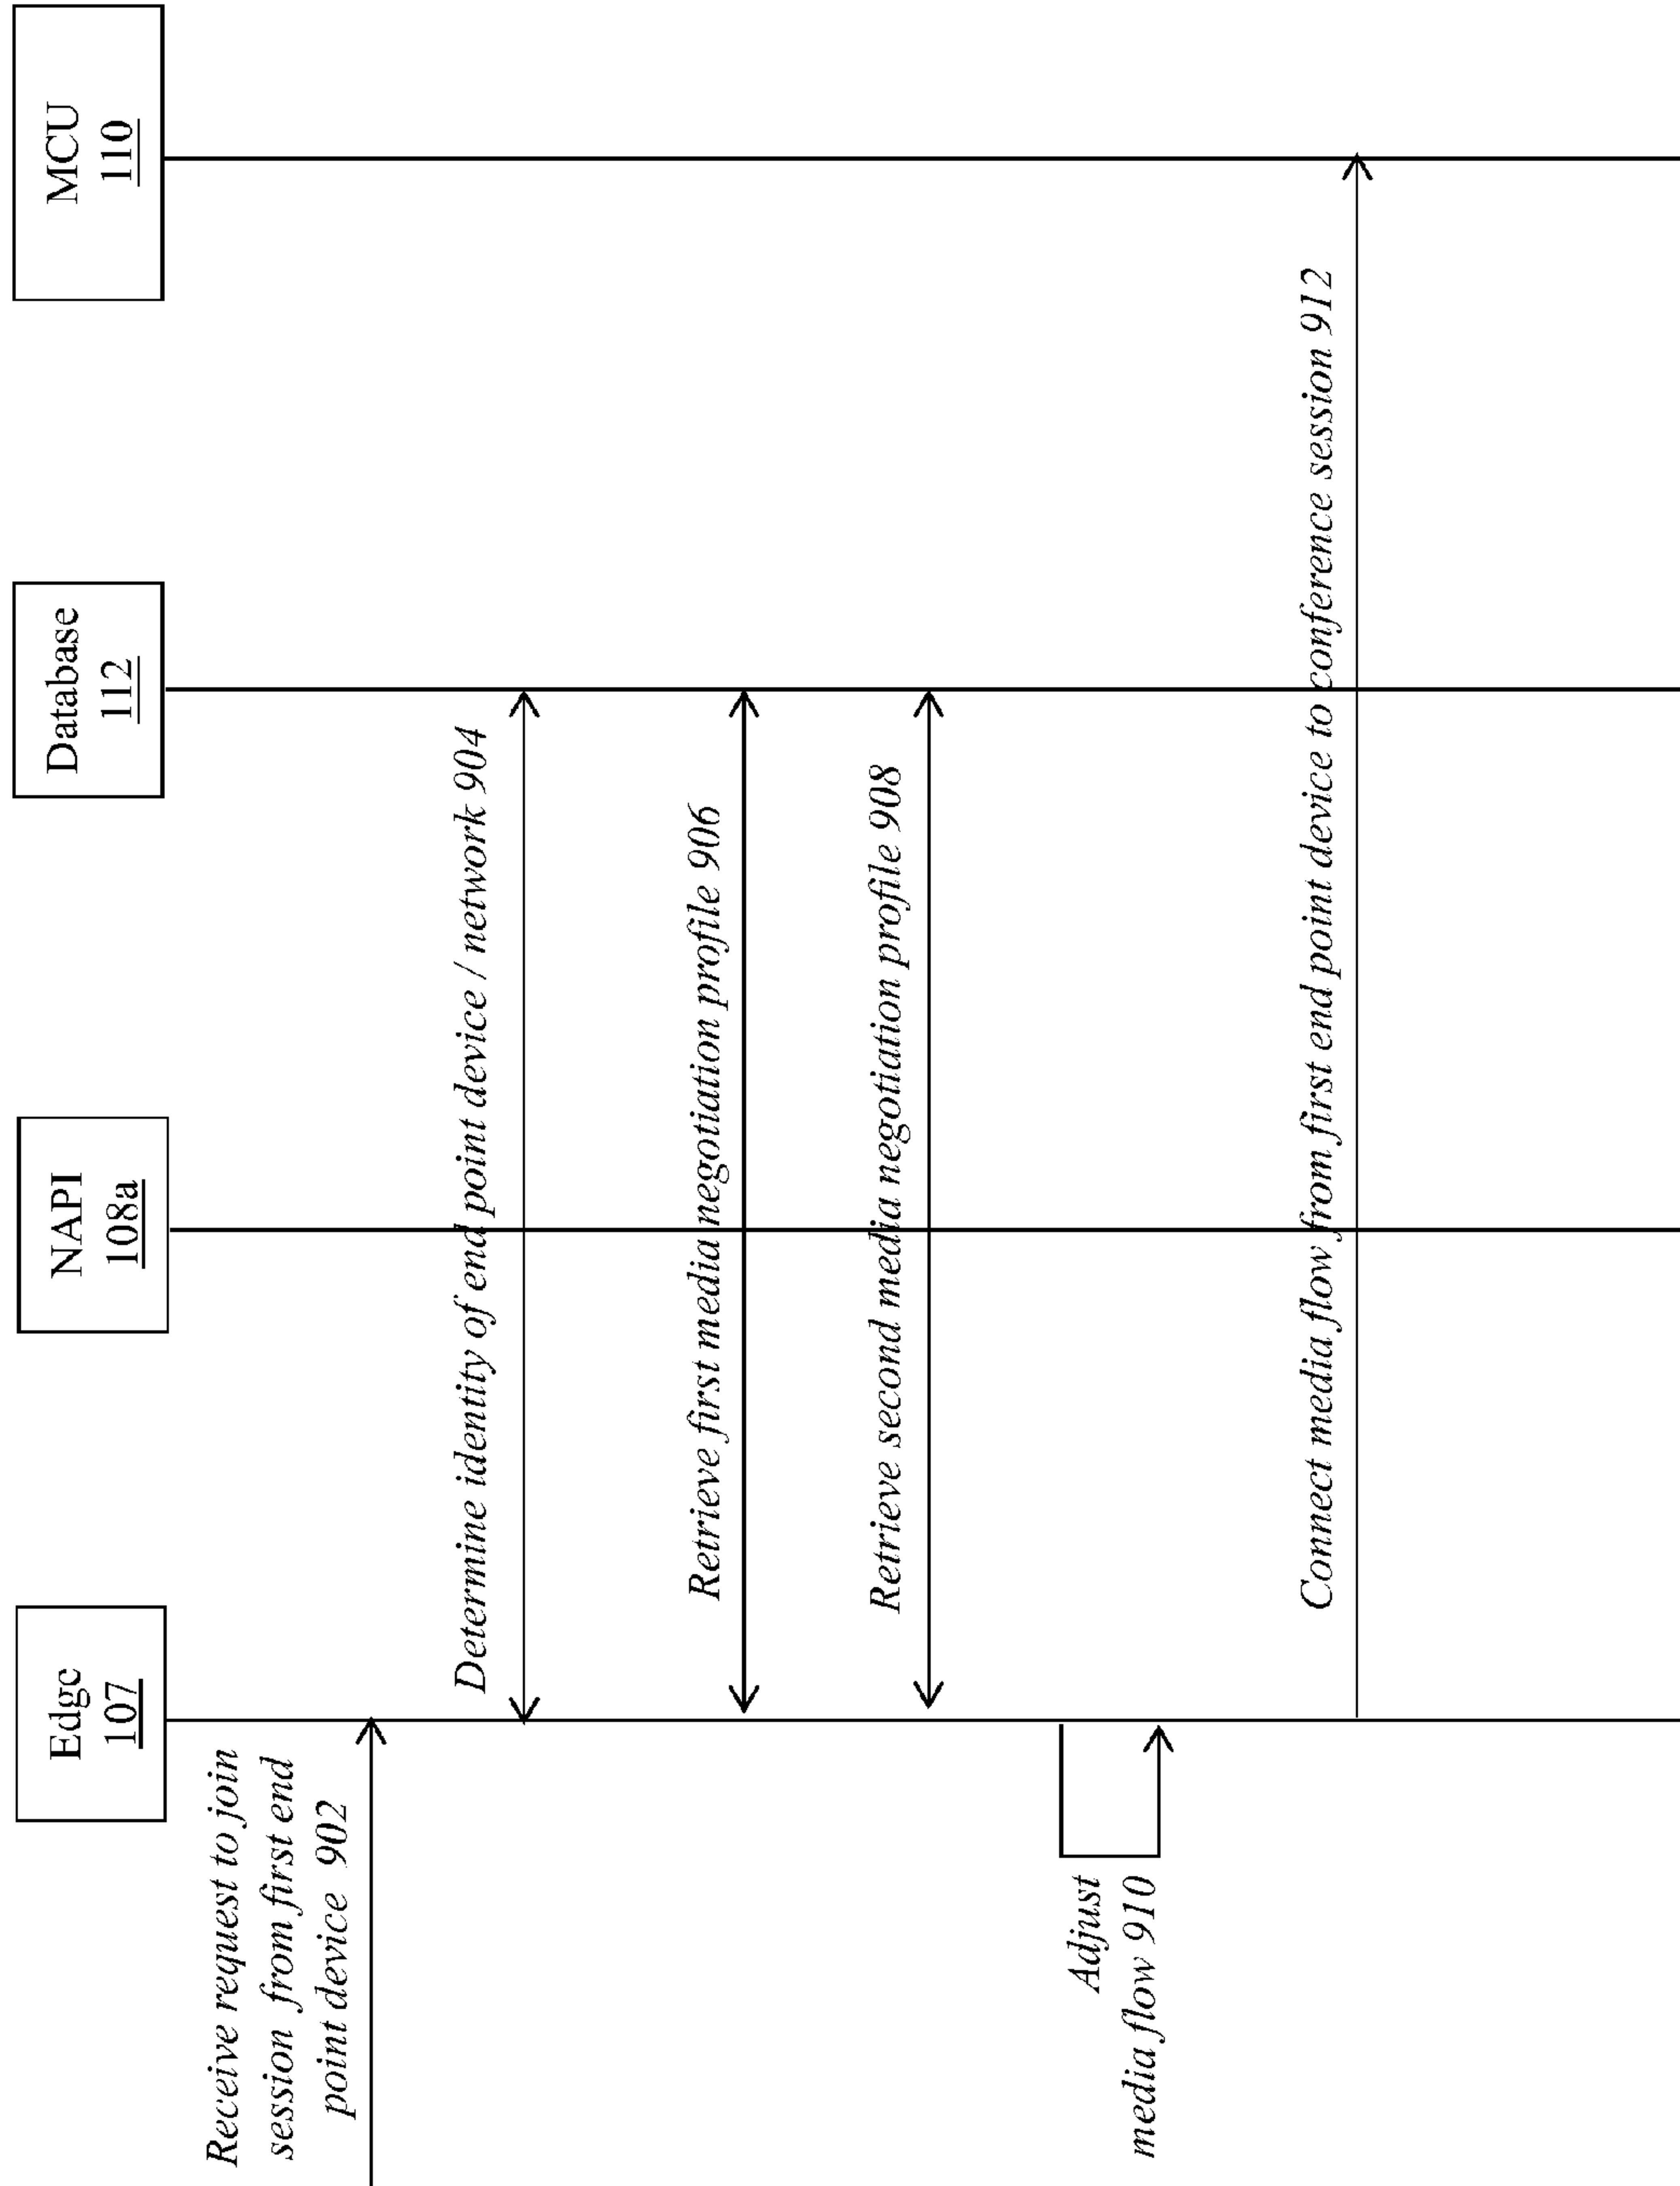 Edge
107
NAPI
108a
Database
112
MCU
110
Receive request to join
session from first end
point device 902
Determine identity of end point device / network 904
Retrieve first media negotiation profile 906
Retrieve second media negotiation profile 908
Adjust
media flow 910
Connect media flow from first end point device to conference session 912